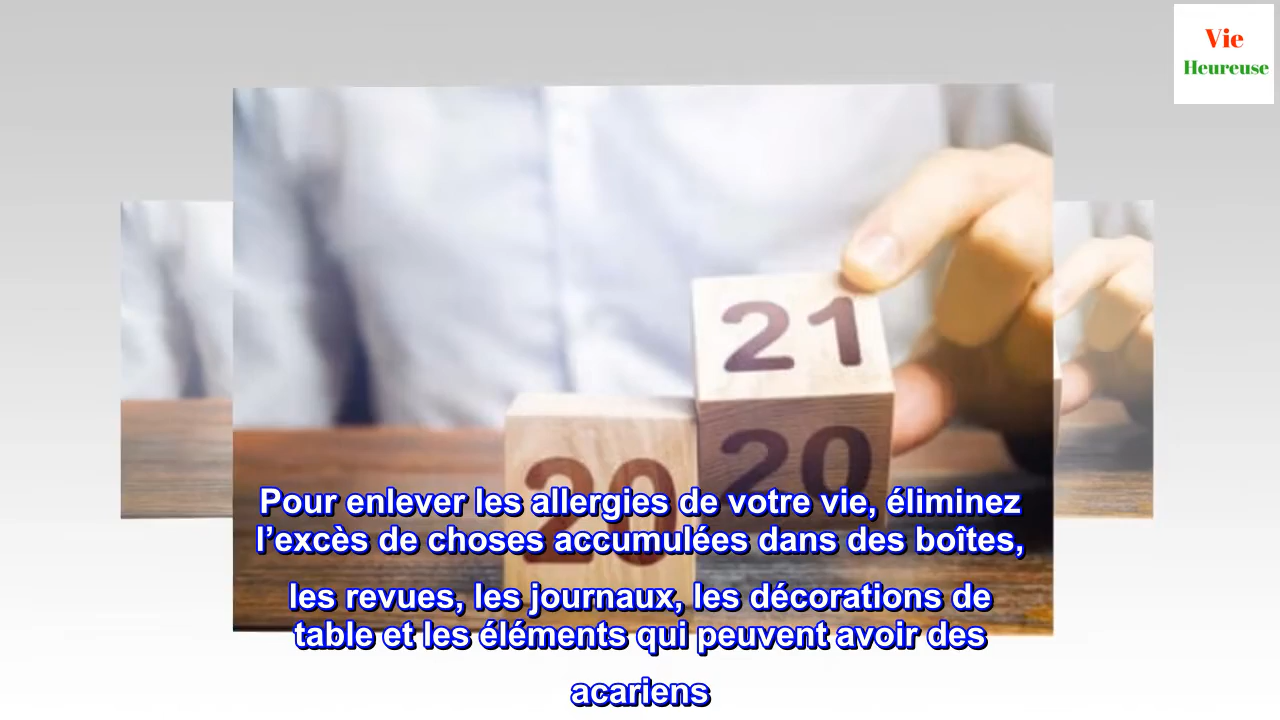 Vie
Heureuse
21
20
20
Pour enlever les allergies de votre vie, éliminez
l’excès de choses accumulées dans des boîtes,
les revues, les journaux, les décorations de
table et les éléments qui peuvent avoir des
acariens